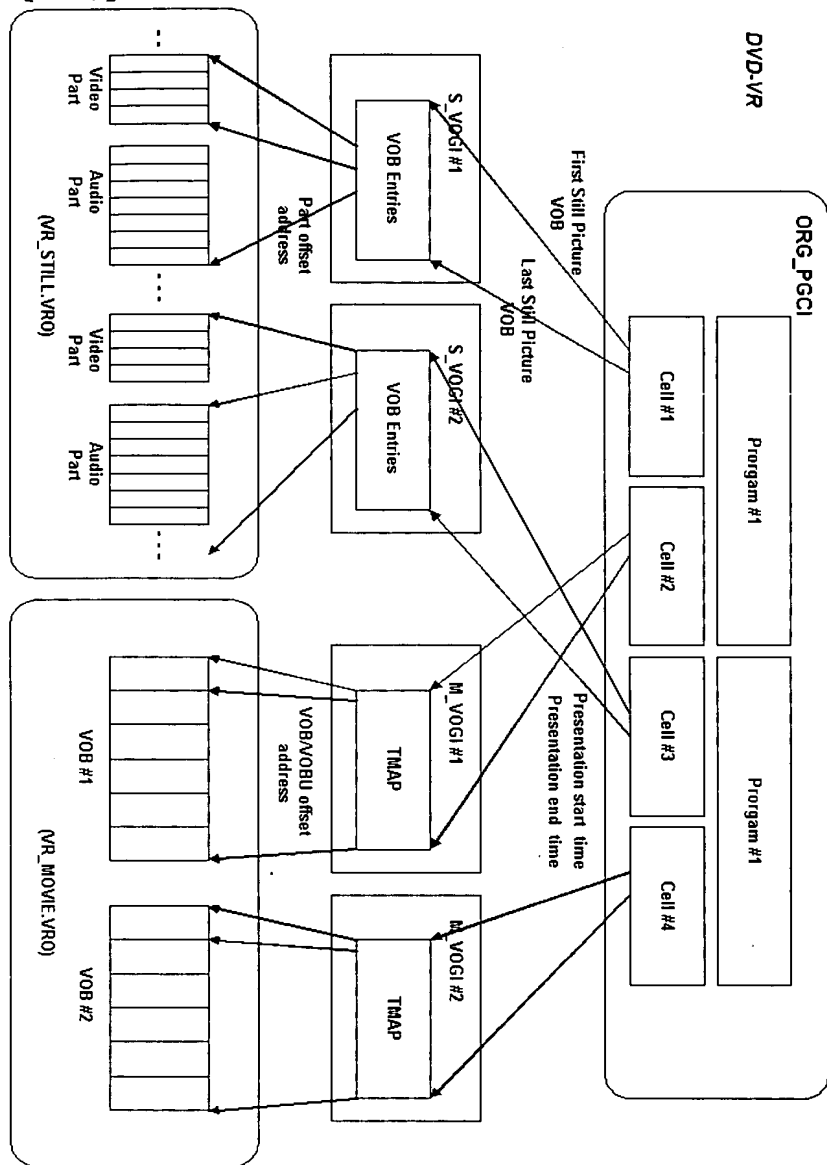 DVD-VR
ORG_PGCI
Prorgam #1
Prorgam #1
Cell #1
Cell #2
Cell #3
Cell #4
First Still Picture
VOB
Last Still Picture
VOB
Presentation start time
Presentation end time
S_VOGI #1
VOB Entries
S_VOGI #2
VOB Entries
M_VOGI #1
TMAP
M_VOGI #2
TMAP
Part offset
address
VOB/VOBU offset
address
...
Video
Part
Audio
Part
...
Video
Part
Audio
Part
...
VOB #1
VOB #2
(VR_STILL.VRO)
(VR_MOVIE.VRO)